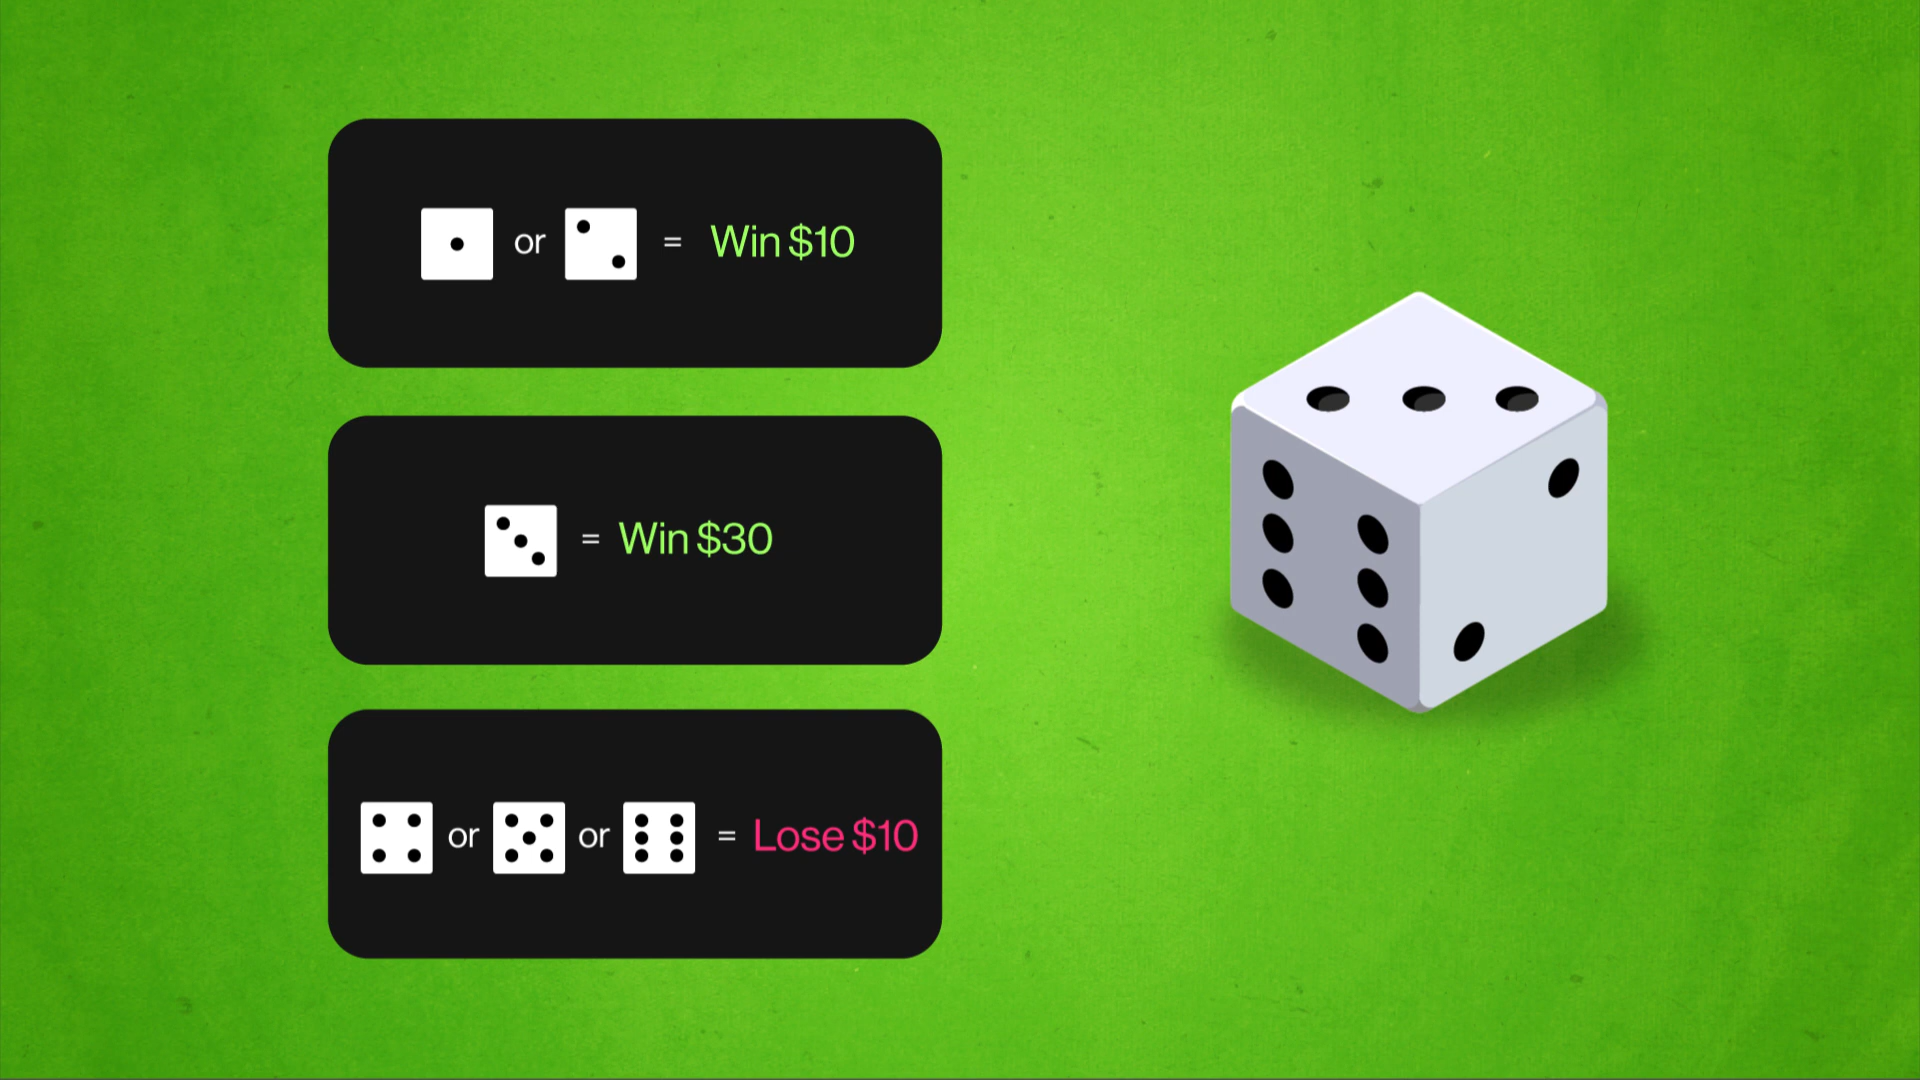 or = Win $10
= Win $30
or or = Lose $10